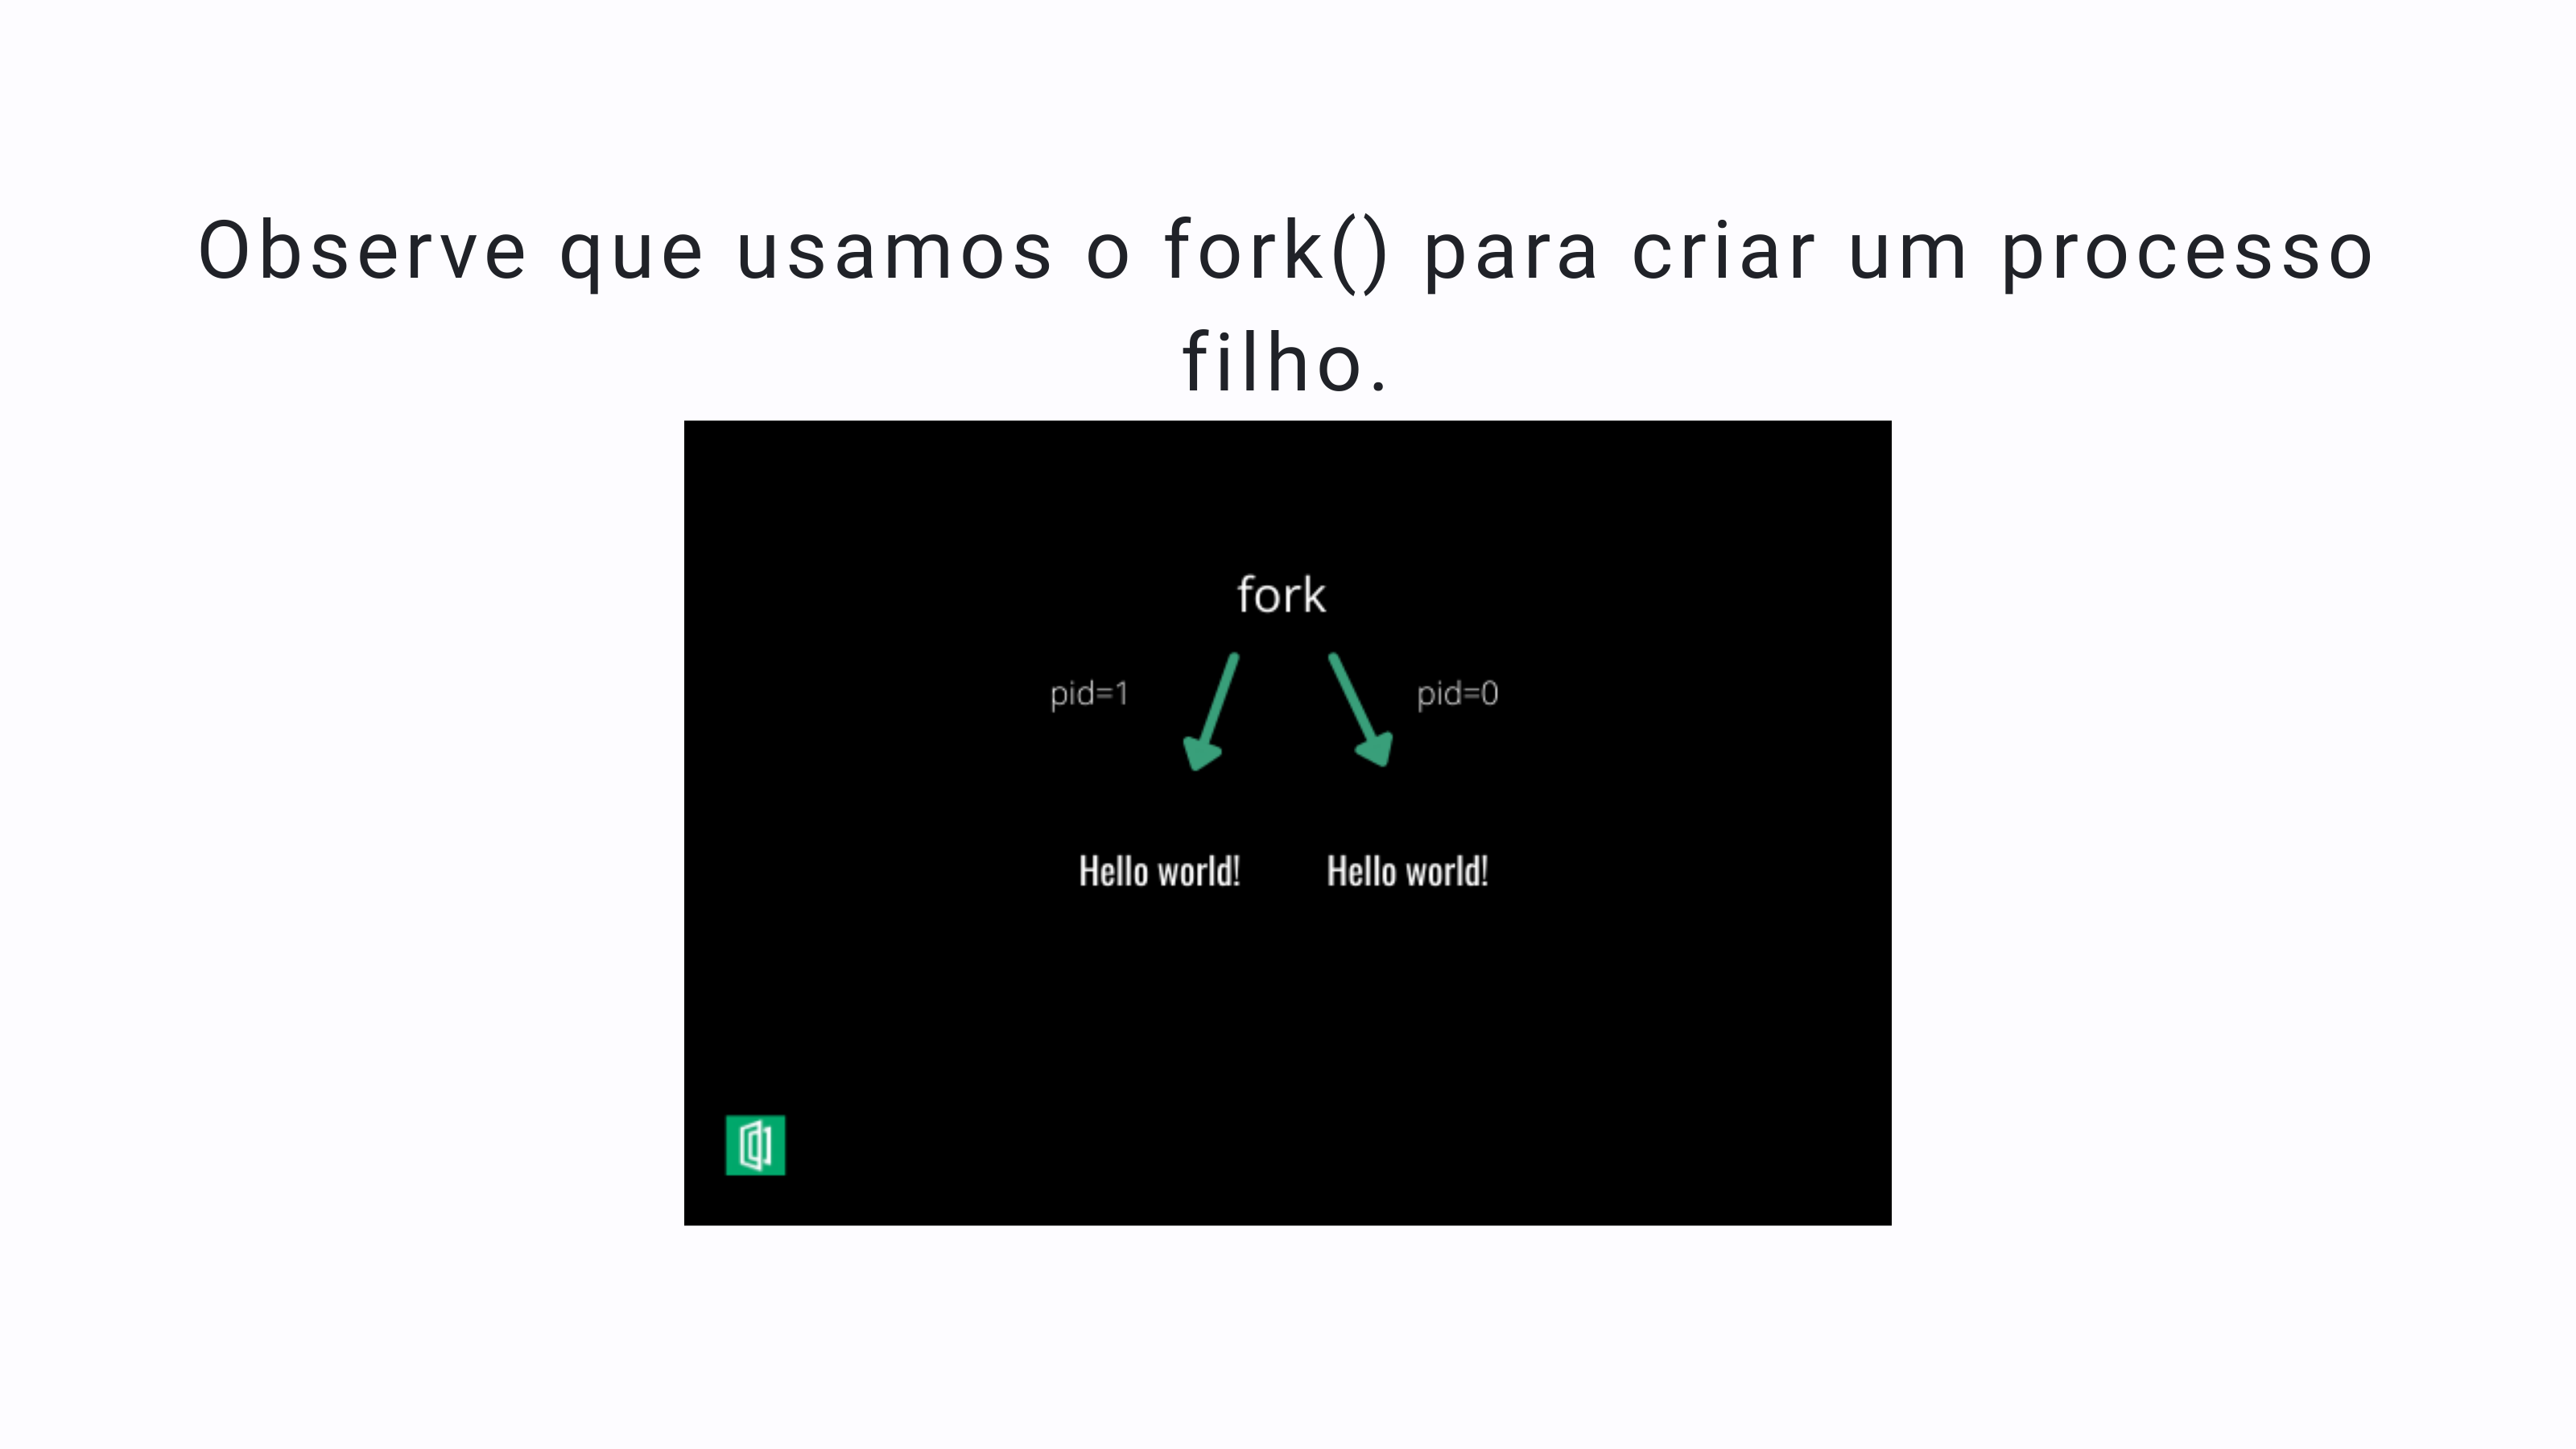 Observe que usamos o fork() para criar um processo
filho.
fork
pid=1 pid=0
Hello world! Hello world!